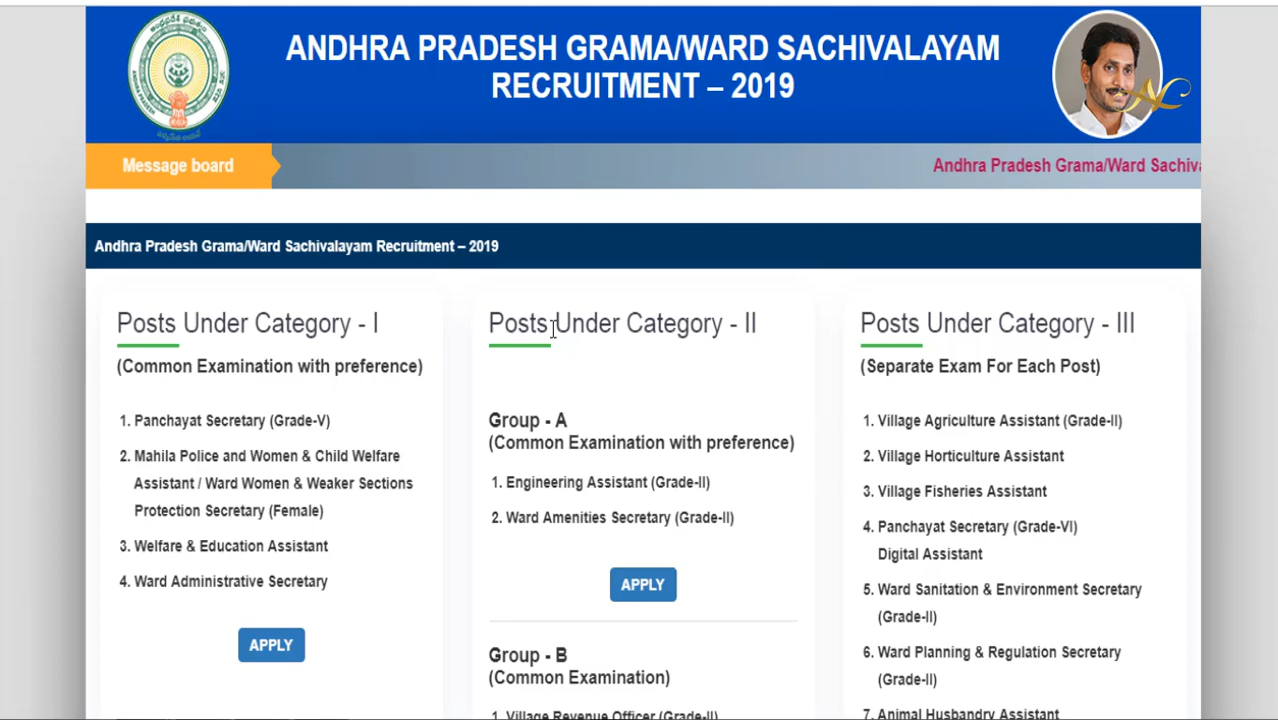 ANDHRA PRADESH GRAMA/WARD SACHIVALAYAM
RECRUITMENT – 2019
Message board
Andhra Pradesh Grama/Ward Sachiva
Andhra Pradesh Grama/Ward Sachivalayam Recruitment – 2019
Posts Under Category - I
(Common Examination with preference)
1. Panchayat Secretary (Grade-V)
2. Mahila Police and Women & Child Welfare
Assistant / Ward Women & Weaker Sections
Protection Secretary (Female)
3. Welfare & Education Assistant
4. Ward Administrative Secretary
APPLY
Posts Under Category - II
Group - A
(Common Examination with preference)
1. Engineering Assistant (Grade-II)
2. Ward Amenities Secretary (Grade-II)
APPLY
Group - B
(Common Examination)
1. Village Revenue Officer (Grade-II)
Posts Under Category - III
(Separate Exam For Each Post)
1. Village Agriculture Assistant (Grade-II)
2. Village Horticulture Assistant
3. Village Fisheries Assistant
4. Panchayat Secretary (Grade-VI)
Digital Assistant
5. Ward Sanitation & Environment Secretary
(Grade-II)
6. Ward Planning & Regulation Secretary
(Grade-II)
7. Animal Husbandry Assistant